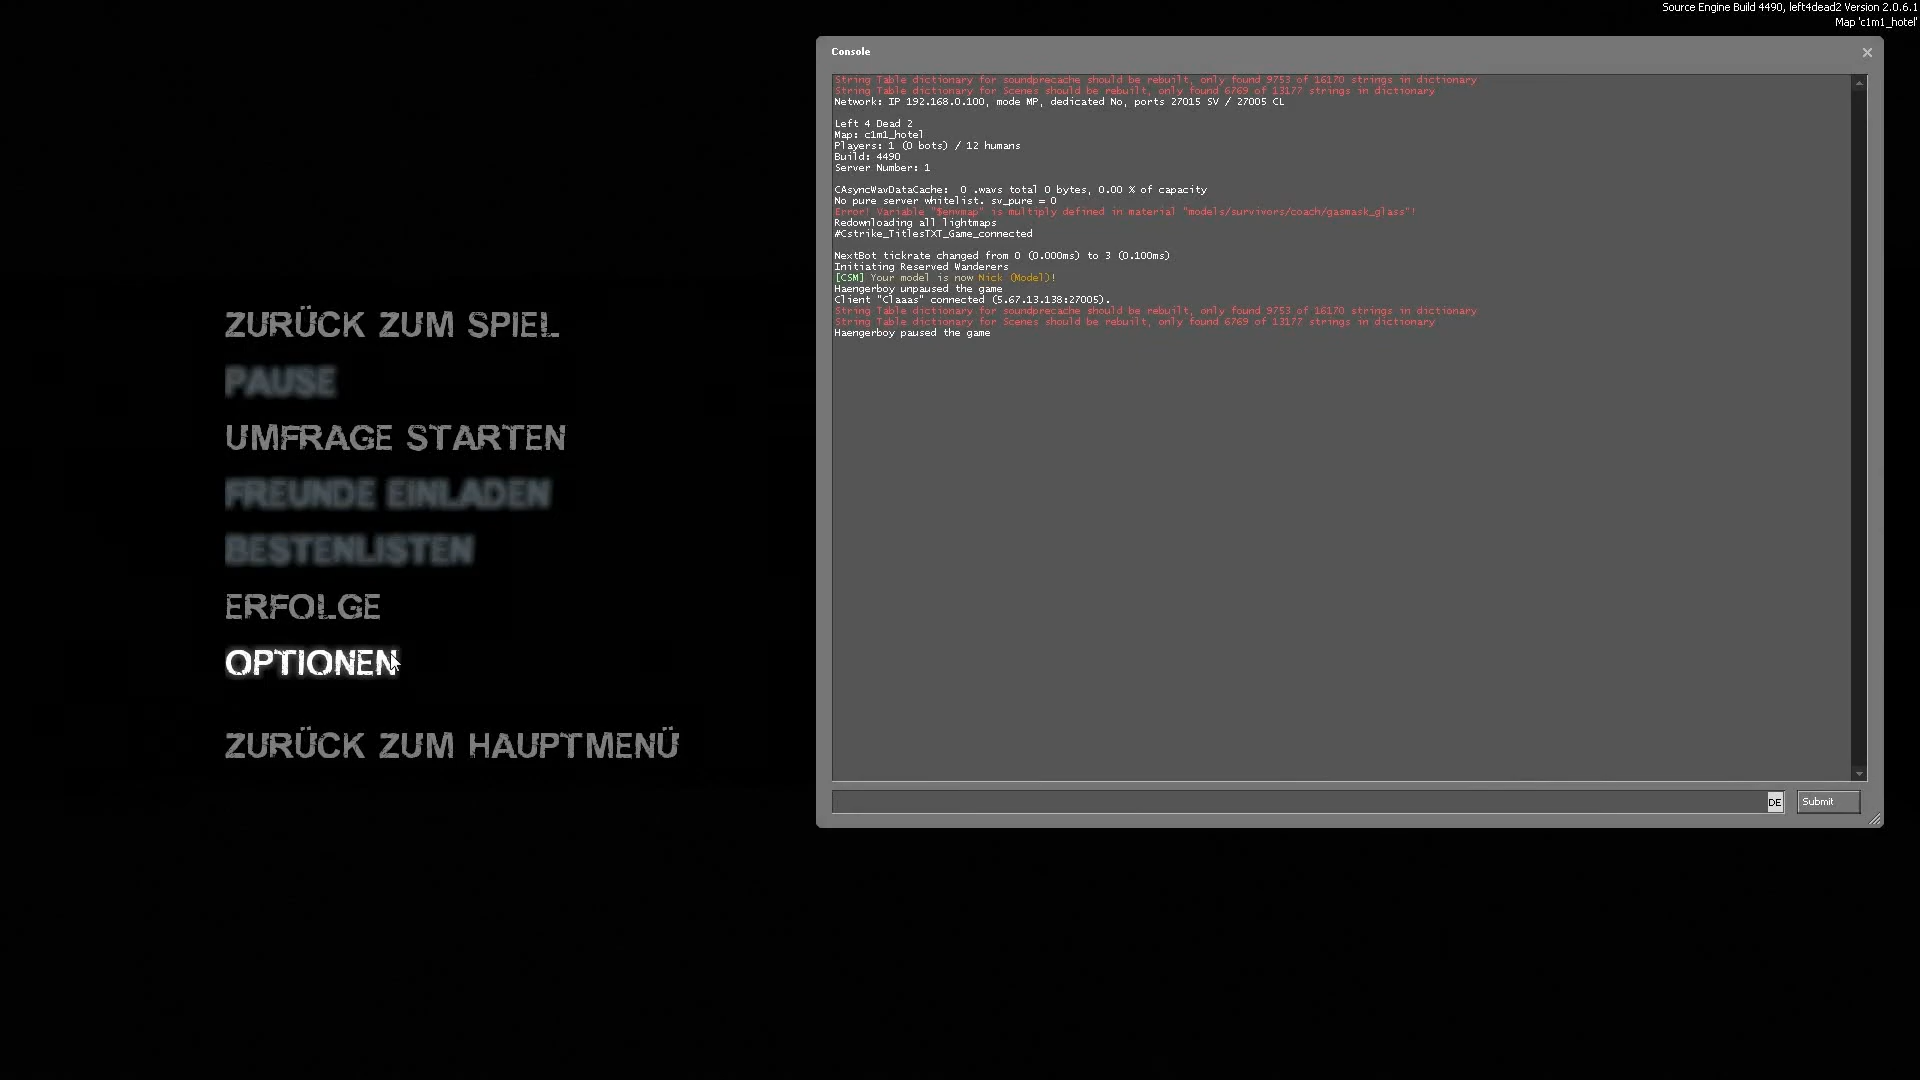 Source Engine Build 4490, left4dead2 Version 2.0.6.1
Map 'c1m1_hotel'
Console
String Table dictionary for soundprecache should be rebuilt, only found 9753 of 16170 strings in dictionary
String Table dictionary for Scenes should be rebuilt, only found 6769 of 13177 strings in dictionary
Network: IP 192.168.0.100, mode MP, dedicated No, ports 27015 SV / 27005 CL
Left 4 Dead 2
Map: c1m1_hotel
Players: 1 (0 bots) / 12 humans
Build: 4490
Server Number: 1
CAsyncWavDataCache:  0 .wavs total 0 bytes, 0.00 % of capacity
No pure server whitelist. sv_pure = 0
Error! Variable "$envmap" is multiply defined in material "models/survivors/coach/gasmask_glass"!
Redownloading all lightmaps
#Cstrike_TitlesTXT_Game_connected
NextBot tickrate changed from 0 (0.000ms) to 3 (0.100ms)
Initiating Reserved Wanderers
[CSM] Your model is now Nick (Model)!
Haengerboy unpaused the game
Client "Claaas" connected (5.67.13.138:27005).
String Table dictionary for soundprecache should be rebuilt, only found 9753 of 16170 strings in dictionary
String Table dictionary for Scenes should be rebuilt, only found 6769 of 13177 strings in dictionary
Haengerboy paused the game
DE
Submit
ZURÜCK ZUM SPIEL
PAUSE
UMFRAGE STARTEN
FREUNDE EINLADEN
BESTENLISTEN
ERFOLGE
OPTIONEN
ZURÜCK ZUM HAUPTMENÜ